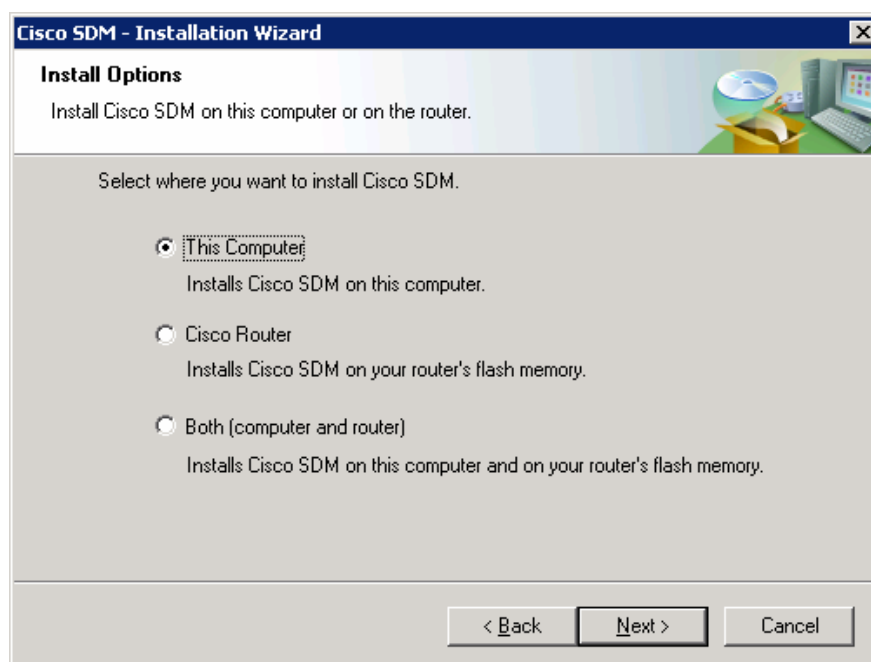 Cisco SDM - Installation Wizard
Install Options
Install Cisco SDM on this computer or on the router.
Select where you want to install Cisco SDM.
This Computer
Installs Cisco SDM on this computer.
Cisco Router
Installs Cisco SDM on your router's flash memory.
Both (computer and router)
Installs Cisco SDM on this computer and on your router's flash memory.
< Back
Next >
Cancel